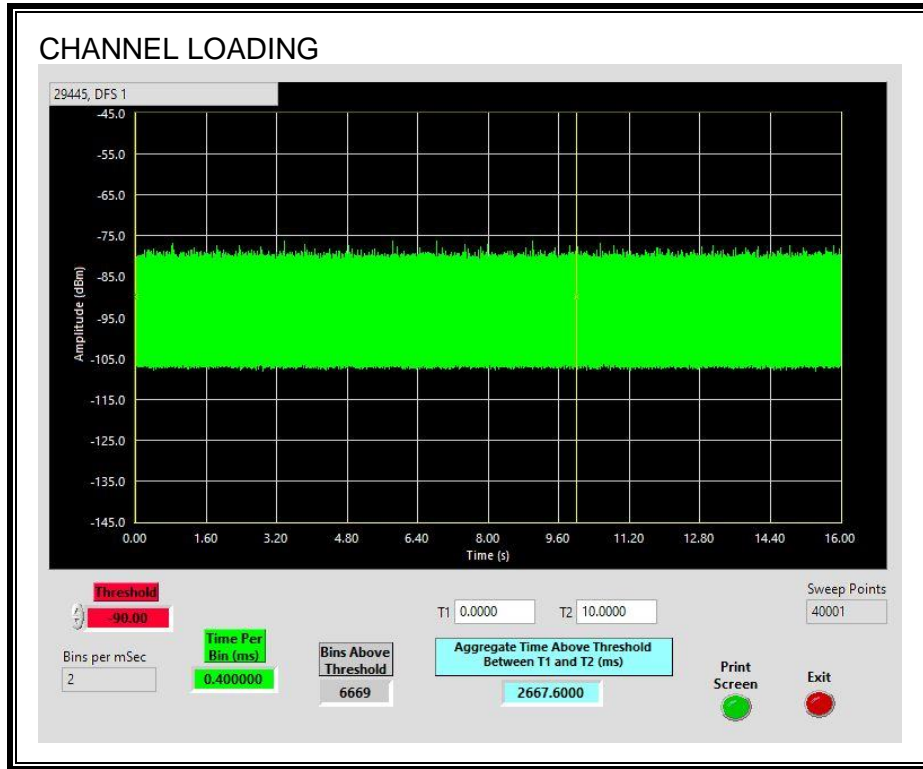 CHANNEL LOADING
29445, DFS 1
-45.0
-55.0
-65.0
-75.0
-85.0
-95.0
-105.0
-115.0
-125.0
-135.0
-145.0
Amplitude (dBm)
0.00 1.60 3.20 4.80 6.40 8.00 9.60 11.20 12.80 14.40 16.00
Time (s)
Threshold
-90.00
Bins per mSec
2
Time Per
Bin (ms)
0.400000
Bins Above
Threshold
6669
T1 0.0000 T2 10.0000
Aggregate Time Above Threshold
Between T1 and T2 (ms)
2667.6000
Sweep Points
40001
Print
Screen
Exit